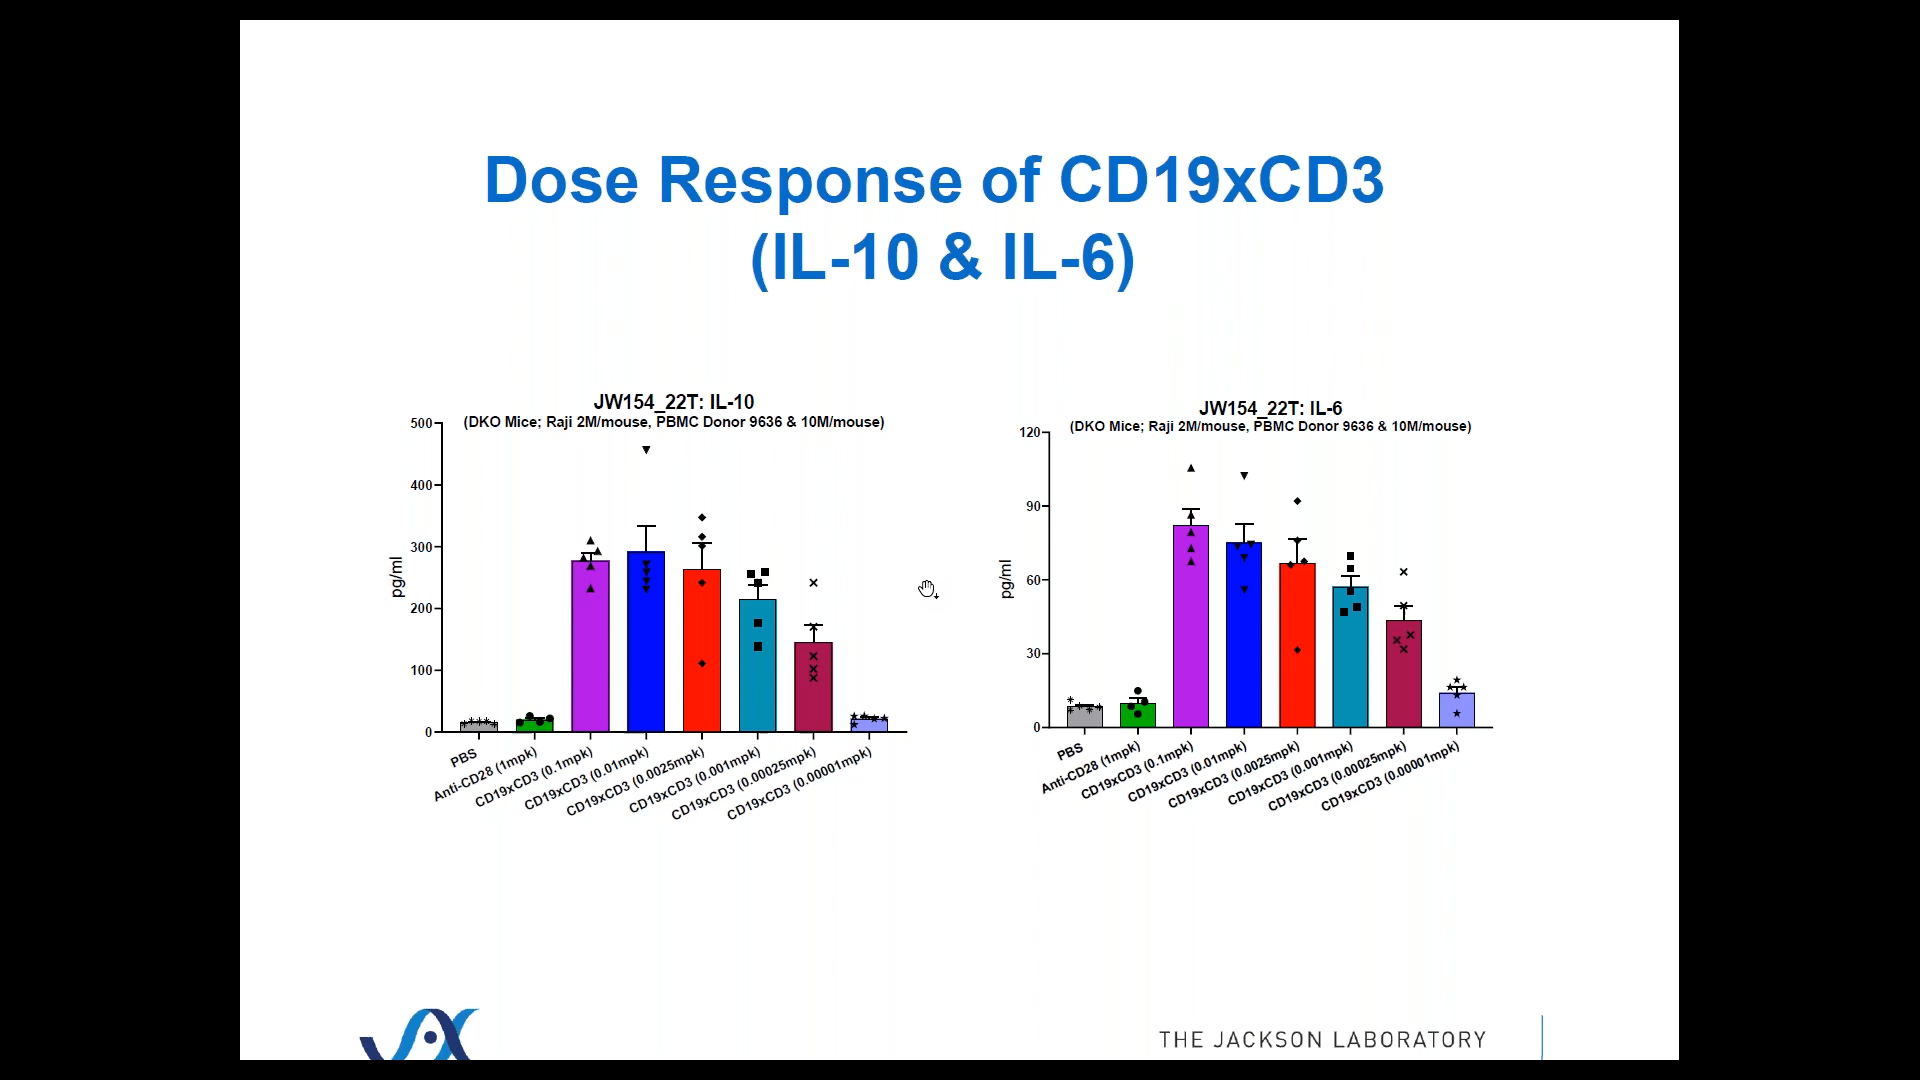 Dose Response of CD19xCD3
(IL-10 & IL-6)
JW154_22T: IL-10
(DKO Mice; Raji 2M/mouse, PBMC Donor 9636 & 10M/mouse)
500
400
300
200
100
0
pg/ml
PBS
Anti-CD28 (1mpk)
CD19xCD3 (0.1mpk)
CD19xCD3 (0.01mpk)
CD19xCD3 (0.0025mpk)
CD19xCD3 (0.001mpk)
CD19xCD3 (0.00025mpk)
CD19xCD3 (0.00001mpk)
JW154_22T: IL-6
(DKO Mice; Raji 2M/mouse, PBMC Donor 9636 & 10M/mouse)
120
90
60
30
0
pg/ml
PBS
Anti-CD28 (1mpk)
CD19xCD3 (0.1mpk)
CD19xCD3 (0.01mpk)
CD19xCD3 (0.0025mpk)
CD19xCD3 (0.001mpk)
CD19xCD3 (0.00025mpk)
CD19xCD3 (0.00001mpk)
THE JACKSON LABORATORY